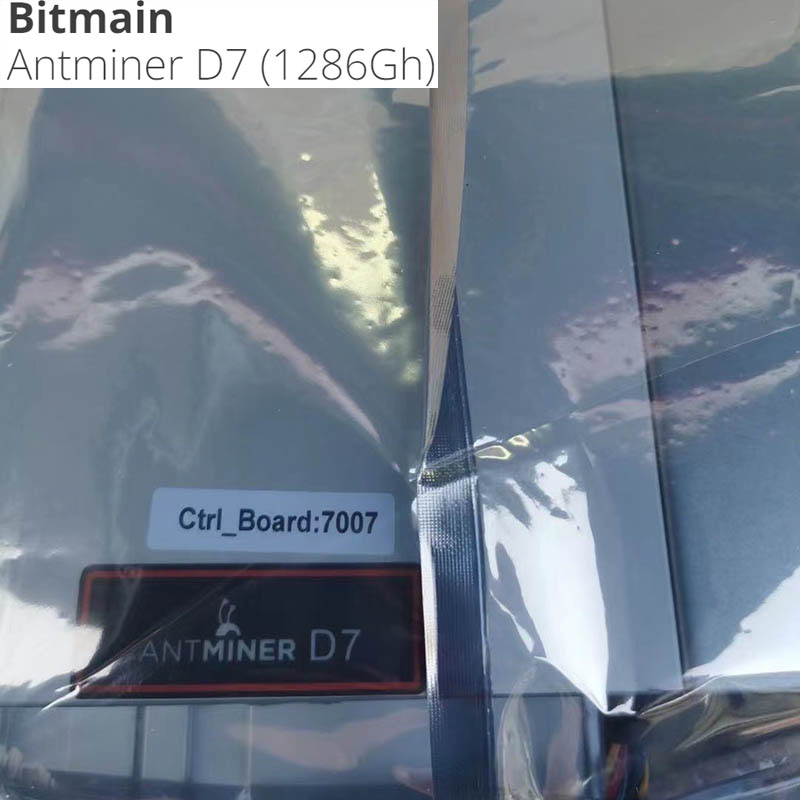 Bitmain
Antminer D7 (1286Gh)
Ctrl_Board:7007
ANTMINER D7